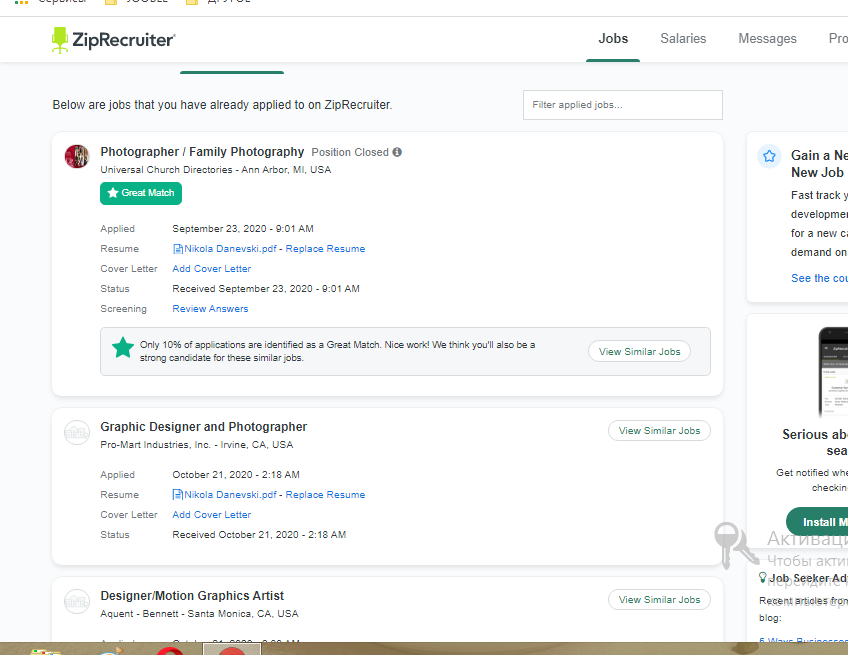 Сервисы JOOBLE ДРУГОЕ
ZipRecruiter
Jobs Salaries Messages
Below are jobs that you have already applied to on ZipRecruiter.
Filter applied jobs...
Photographer / Family Photography Position Closed
Universal Church Directories - Ann Arbor, MI, USA
Great Match
Applied September 23, 2020 - 9:01 AM
Resume Nikola Danevski.pdf - Replace Resume
Cover Letter Add Cover Letter
Status Received September 23, 2020 - 9:01 AM
Screening Review Answers
Only 10% of applications are identified as a Great Match. Nice work! We think you'll also be a
strong candidate for these similar jobs.
View Similar Jobs
Graphic Designer and Photographer
Pro-Mart Industries, Inc. - Irvine, CA, USA
View Similar Jobs
Applied October 21, 2020 - 2:18 AM
Resume Nikola Danevski.pdf - Replace Resume
Cover Letter Add Cover Letter
Status Received October 21, 2020 - 2:18 AM
Designer/Motion Graphics Artist
Aquent - Bennett - Santa Monica, CA, USA
View Similar Jobs
Gain a Ne
New Job
Fast track y
developmen
for a new ca
demand on
See the cou
Serious abo
sea
Get notified whe
checkin
Install M
Активаци
Чтобы акти
Job Seeker Ad
Recent articles from
blog:
6 Ways Businesses